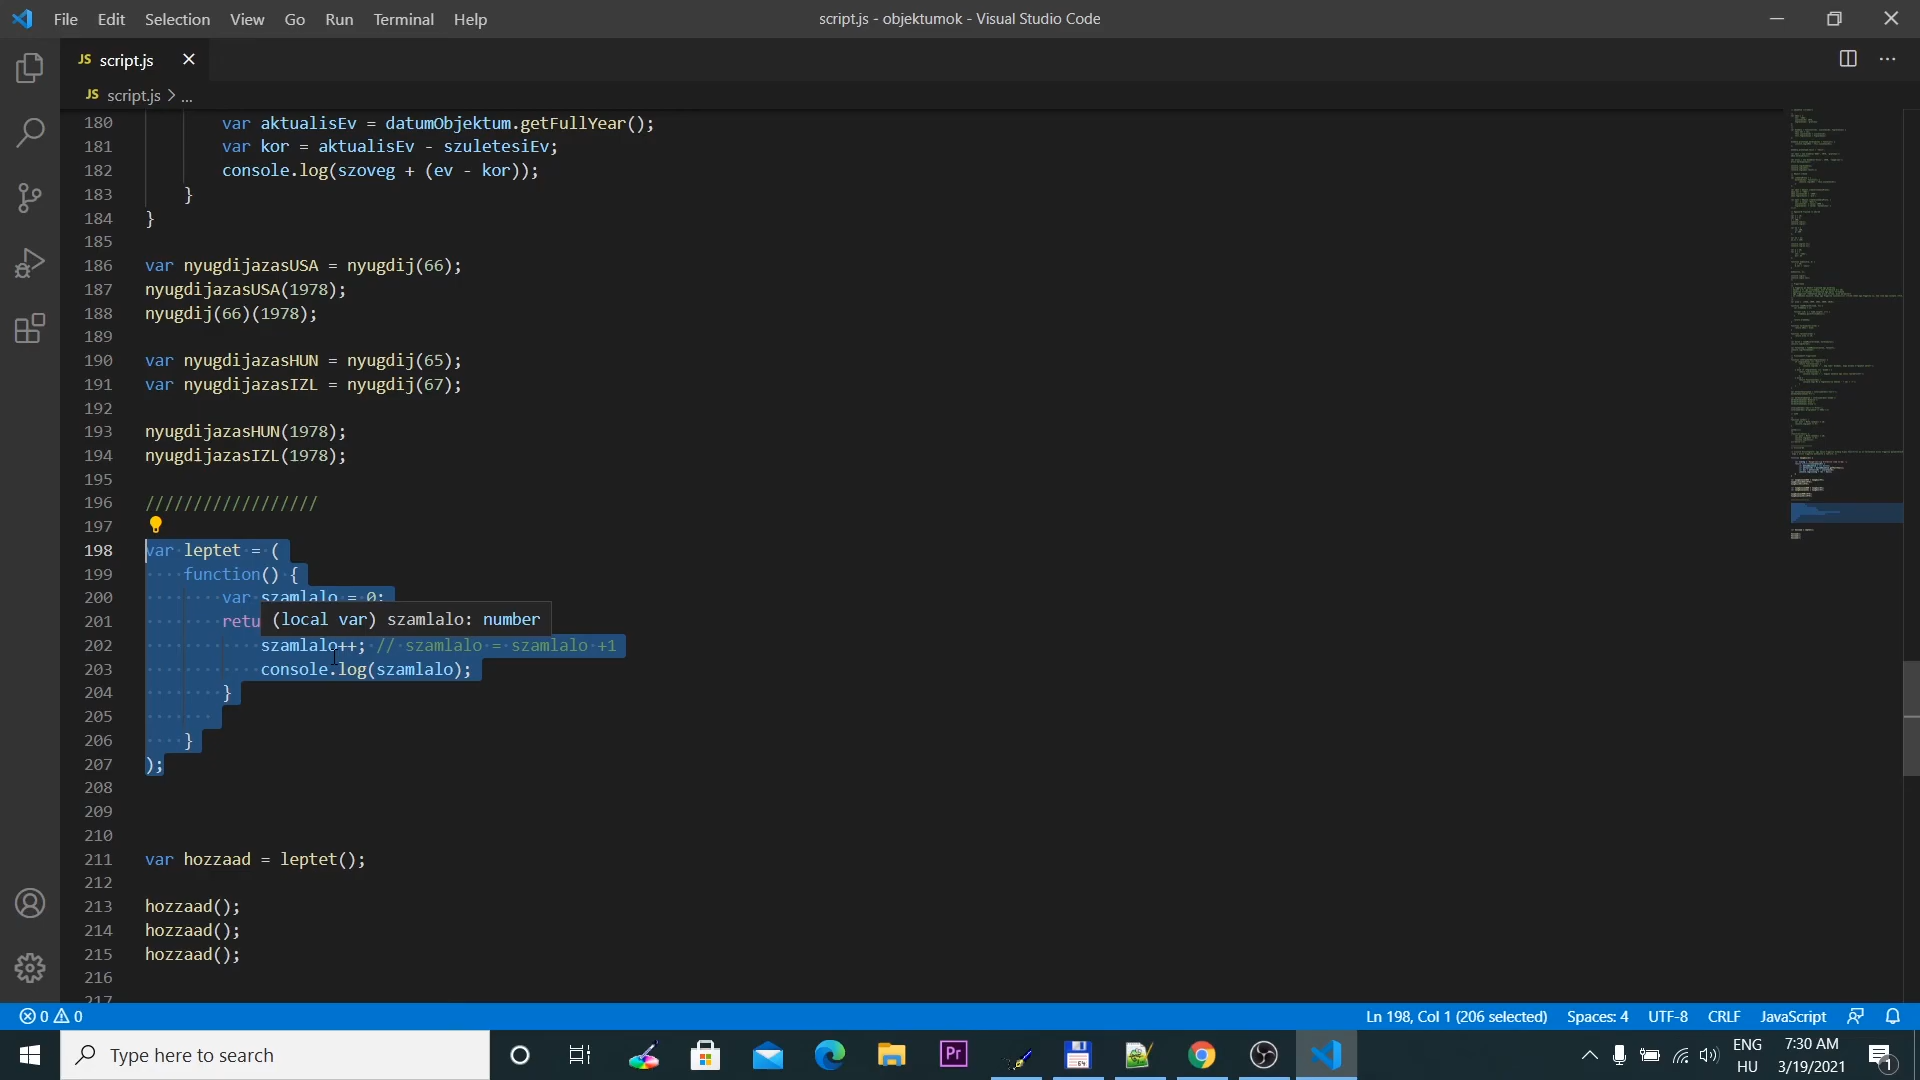 File Edit Selection View Go Run Terminal Help
script.js - objektumok - Visual Studio Code
JS script.js
JS script.js > ...
180 var aktualisEv = datumObjektum.getFullYear();
181 var kor = aktualisEv - szuletesiEv;
182 console.log(szoveg + (ev - kor));
183 }
184 }
185
186 var nyugdijazasUSA = nyugdij(66);
187 nyugdijazasUSA(1978);
188 nyugdij(66)(1978);
189
190 var nyugdijazasHUN = nyugdij(65);
191 var nyugdijazasIZL = nyugdij(67);
192
193 nyugdijazasHUN(1978);
194 nyugdijazasIZL(1978);
195
196 //////////////////
197
198 var leptet = (
199 function() {
200 var szamlalo = 0;
201 retu (local var) szamlalo: number
202 szamlalo++; // szamlalo = szamlalo +1
203 console.log(szamlalo);
204 }
205
206 }
207 );
208
209
210
211 var hozzaad = leptet();
212
213 hozzaad();
214 hozzaad();
215 hozzaad();
216
217
0 0
Ln 198, Col 1 (206 selected) Spaces: 4 UTF-8 CRLF JavaScript
Type here to search
Pr
64
ENG
HU
7:30 AM
3/19/2021
1